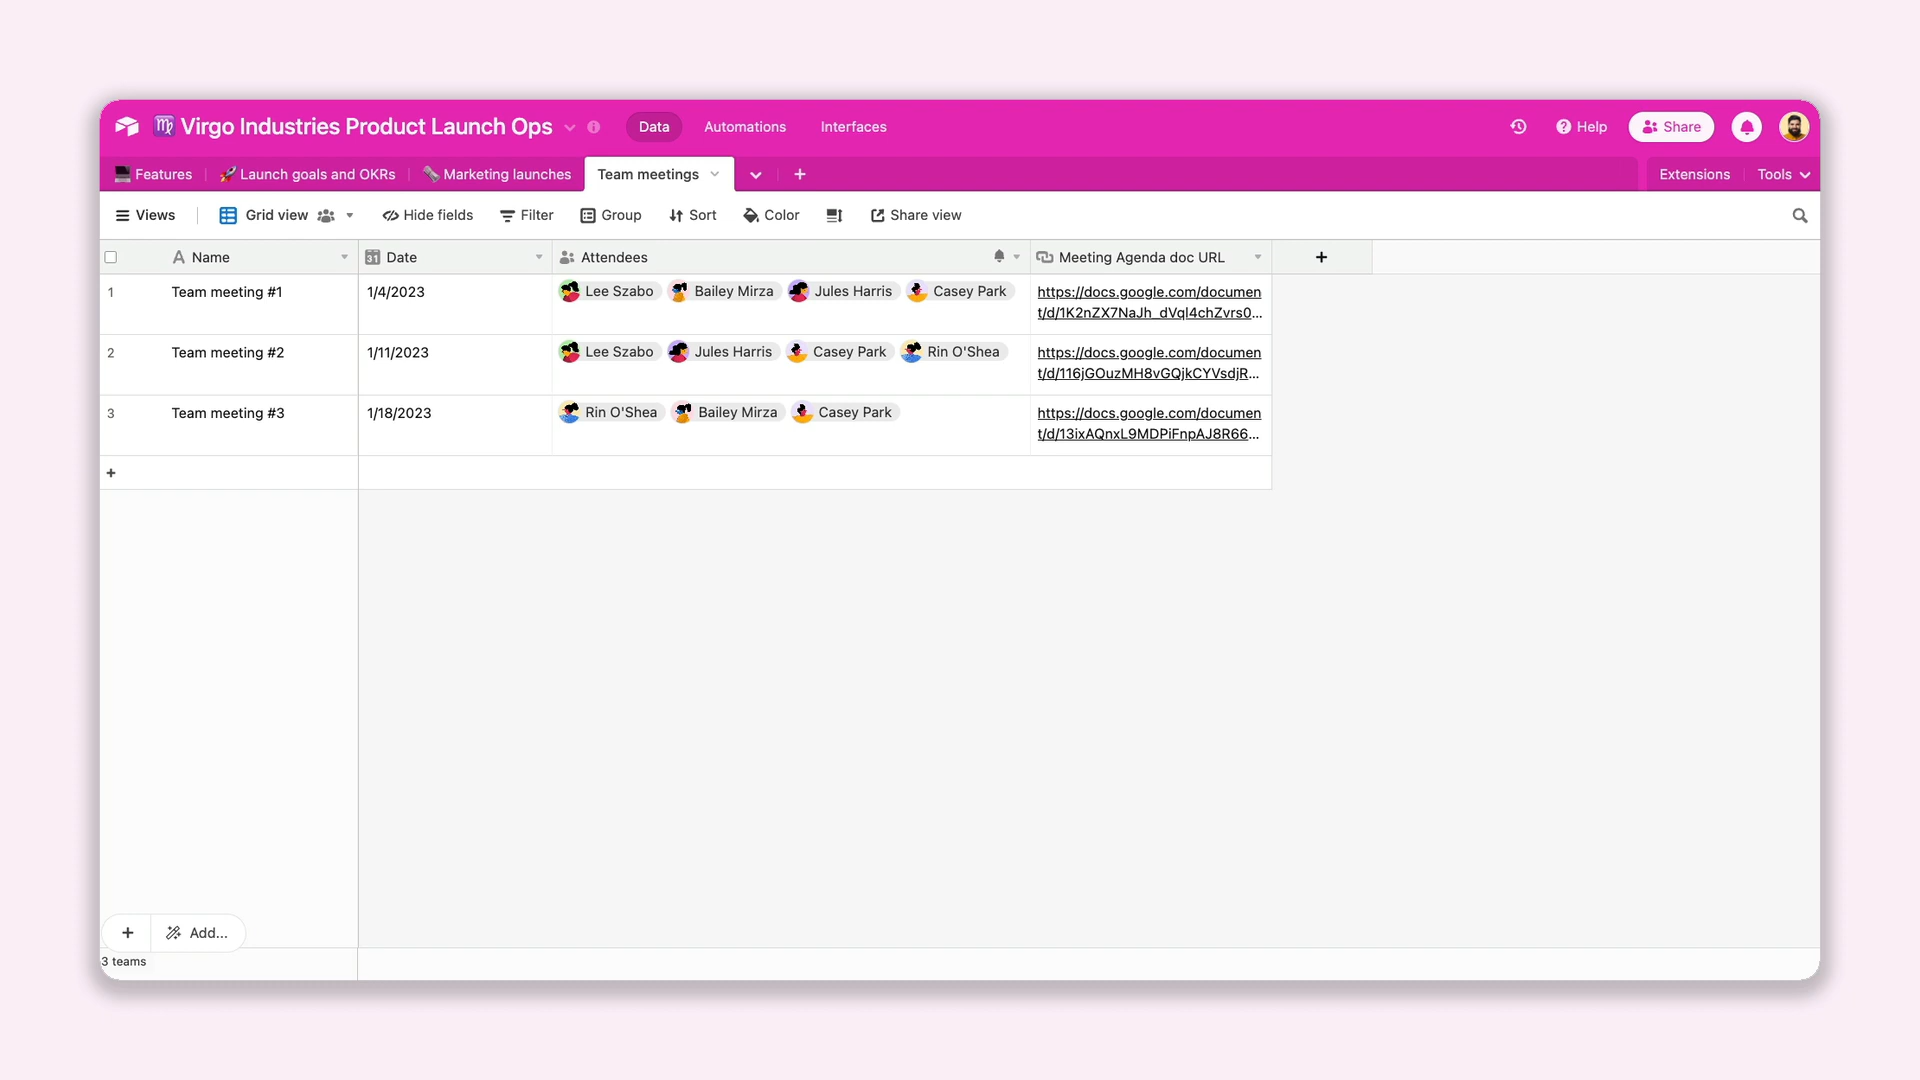 Virgo Industries Product Launch Ops
Data
Automations
Interfaces
Help
Share
Features
Launch goals and OKRs
Marketing launches
Team meetings
Extensions
Tools
Views
Grid view
Hide fields
Filter
Group
Sort
Color
Share view
Name
Date
Attendees
Meeting Agenda doc URL
1
Team meeting #1
1/4/2023
Lee Szabo
Bailey Mirza
Jules Harris
Casey Park
https://docs.google.com/documen
t/d/1K2nZX7NaJh_dVql4chZvrs0...
2
Team meeting #2
1/11/2023
Lee Szabo
Jules Harris
Casey Park
Rin O'Shea
https://docs.google.com/documen
t/d/116jGOuzMH8vGQjkCYVsdjR...
3
Team meeting #3
1/18/2023
Rin O'Shea
Bailey Mirza
Casey Park
https://docs.google.com/documen
t/d/13ixAQnxL9MDPiFnpAJ8R66...
+
+
Add...
3 teams